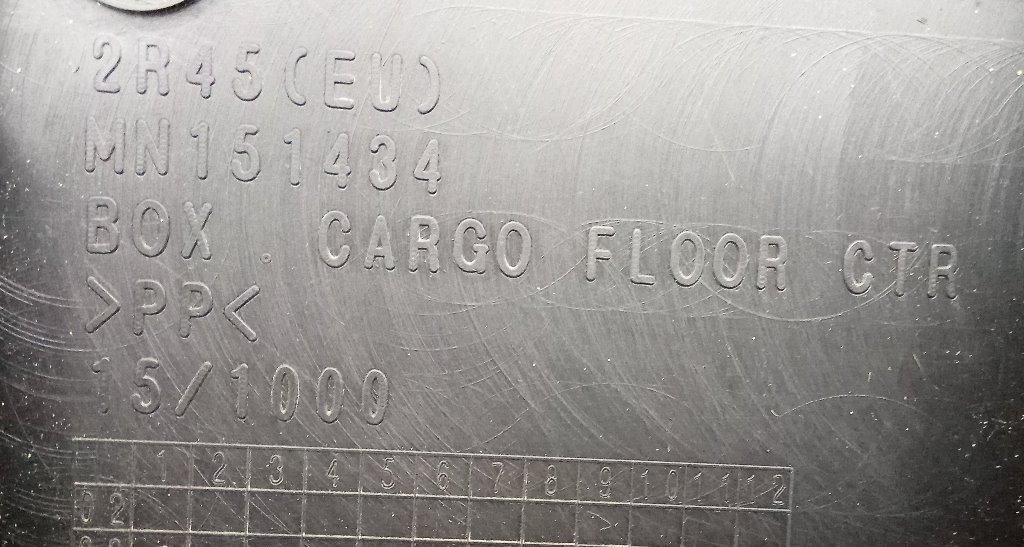 2R45(EU)
MN151434
BOX . CARGO FLOOR CTR
>PP<
15/1000
1 2 3 4 5 6 7 8 9 10 11 12
02